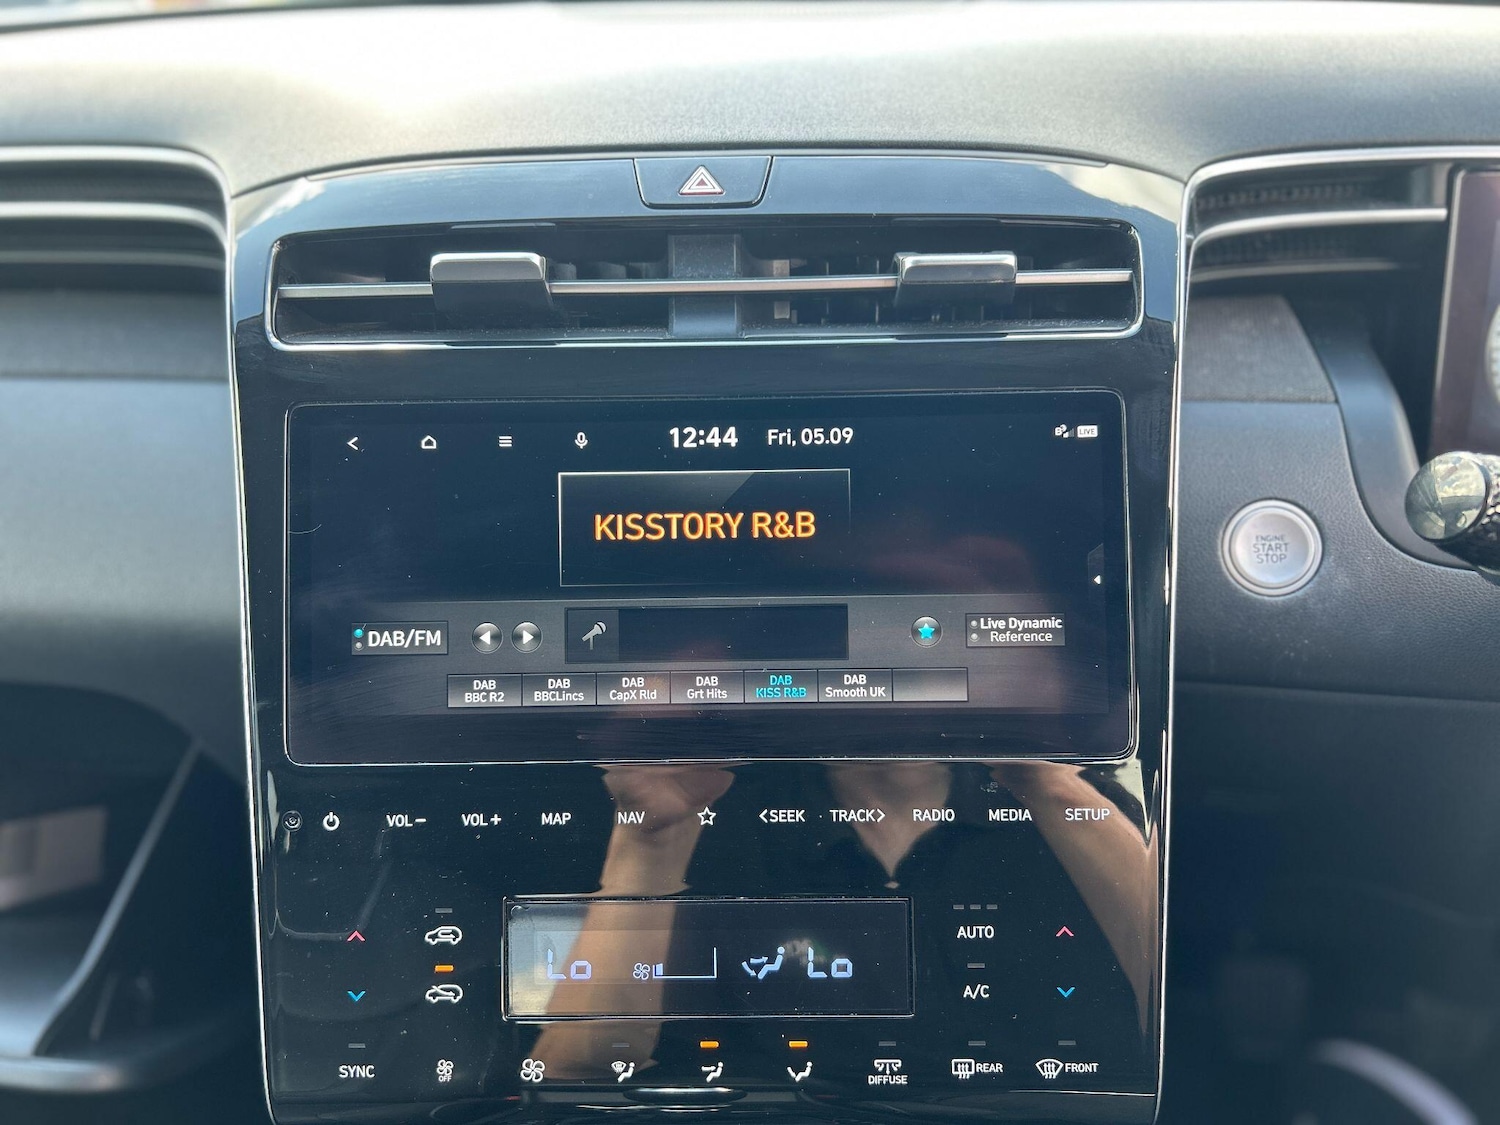 12:44 Fri, 05.09
LIVE
KISSTORY R&B
DAB/FM
Live Dynamic
Reference
DAB
BBC R2
DAB
BBCLincs
DAB
CapX Rld
DAB
Grt Hits
DAB
KISS R&B
DAB
Smooth UK
ENGINE
START
STOP
VOL− VOL+ MAP NAV <SEEK TRACK> RADIO MEDIA SETUP
AUTO
Lo Lo
A/C
SYNC
OFF
DIFFUSE
REAR
FRONT